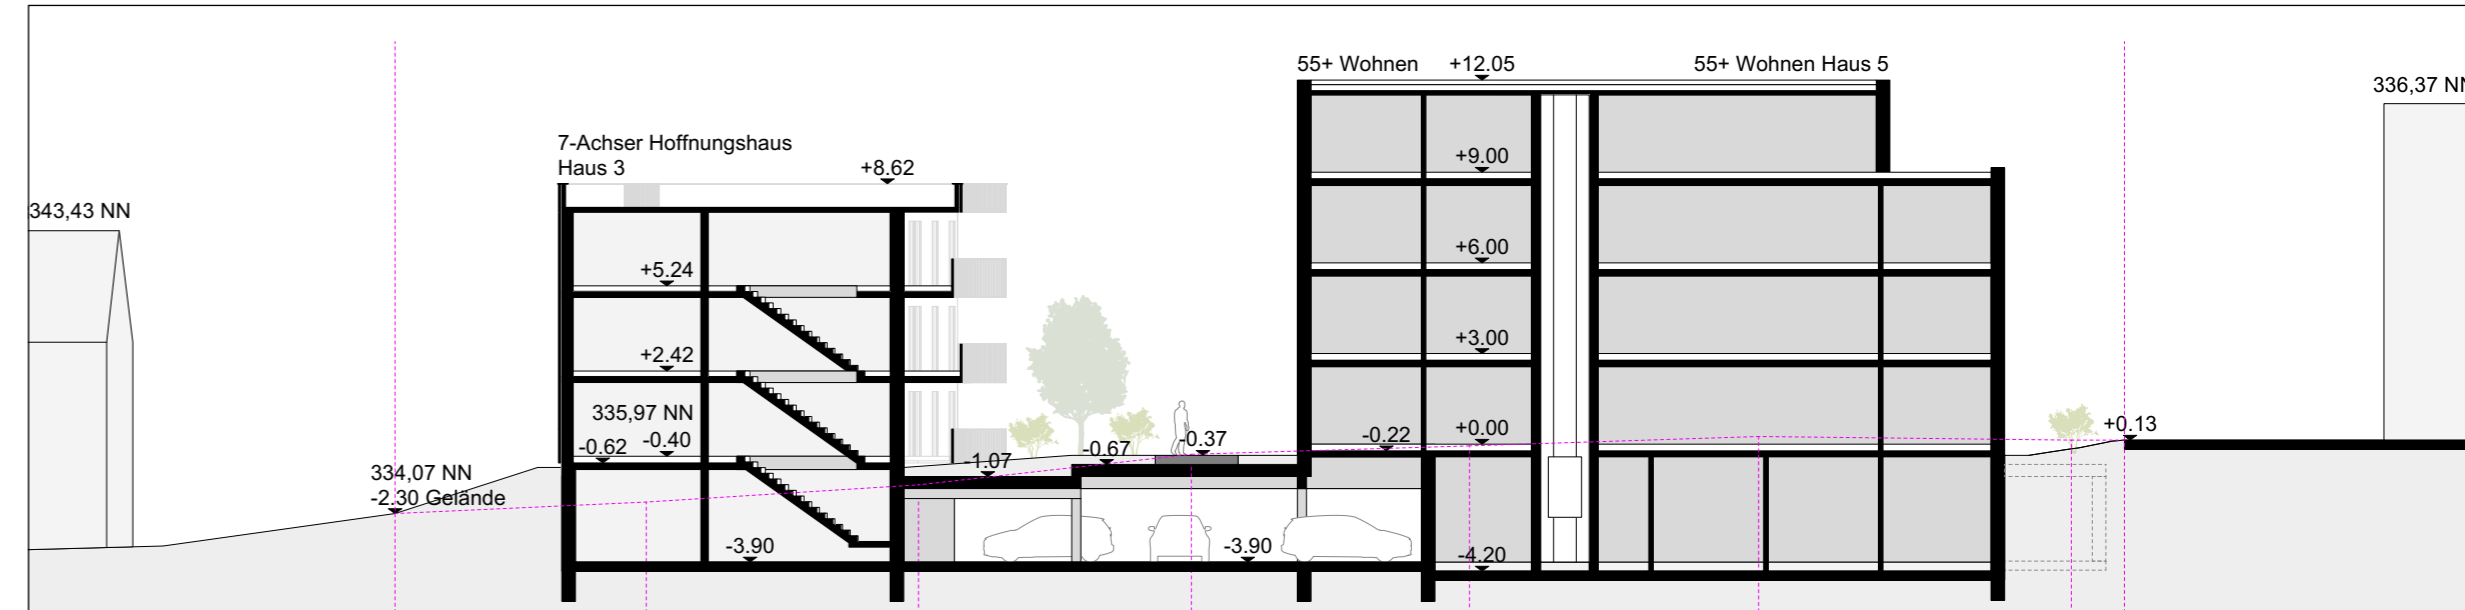 55+ Wohnen
+12.05
55+ Wohnen Haus 5
336,37 NN
7-Achser Hoffnungshaus
Haus 3
+8.62
+9.00
343,43 NN
+6.00
+5.24
+3.00
+2.42
335,97 NN
-0.62
-0.40
-1.07
-0.67
-0.37
-0.22
+0.00
+0.13
334,07 NN
-2.30 Gelände
-3.90
-3.90
-4.20